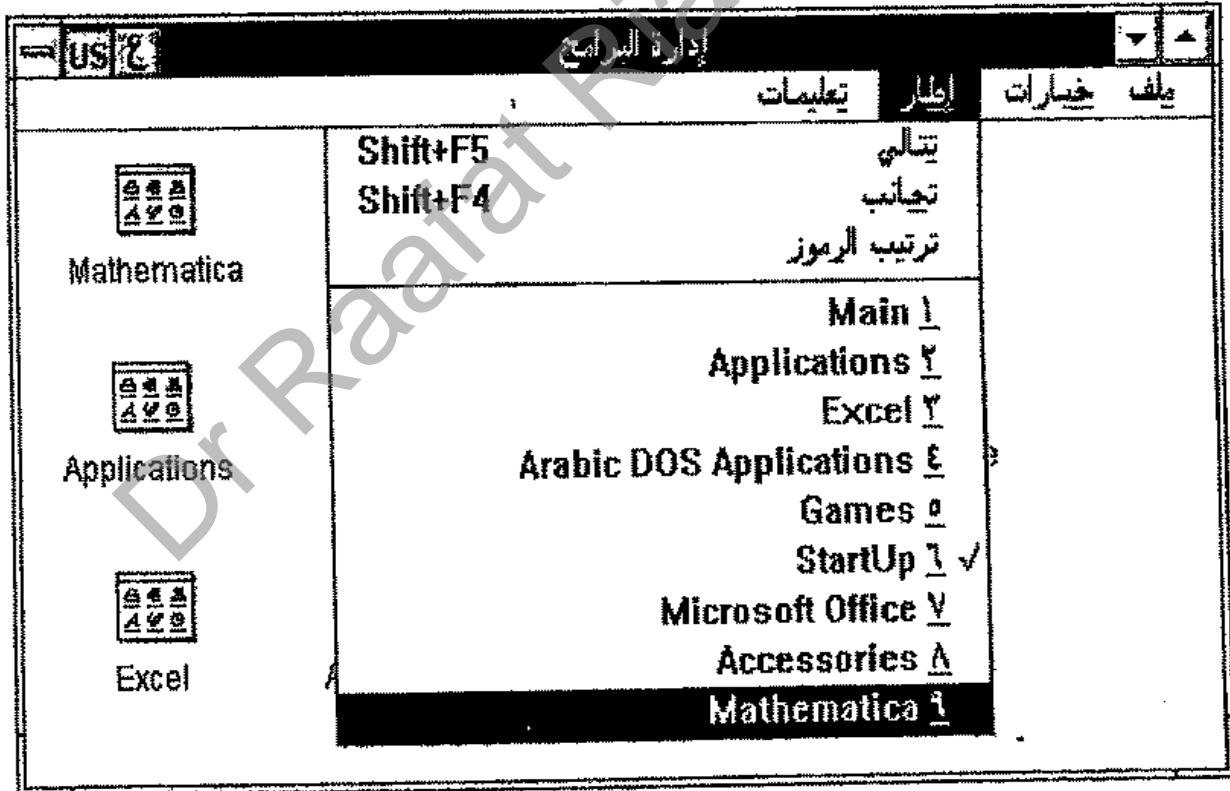 إدارة البرامج
US ع
ملف خيارات إطار تعليمات
تتالي Shift+F5
تجانب Shift+F4
ترتيب الرموز
Main ١
Applications ٢
Excel ٣
Arabic DOS Applications ٤
Games ٥
StartUp ٦ √
Microsoft Office ٧
Accessories ٨
Mathematica ٩
Mathematica
Applications
Excel
Dr Raafat